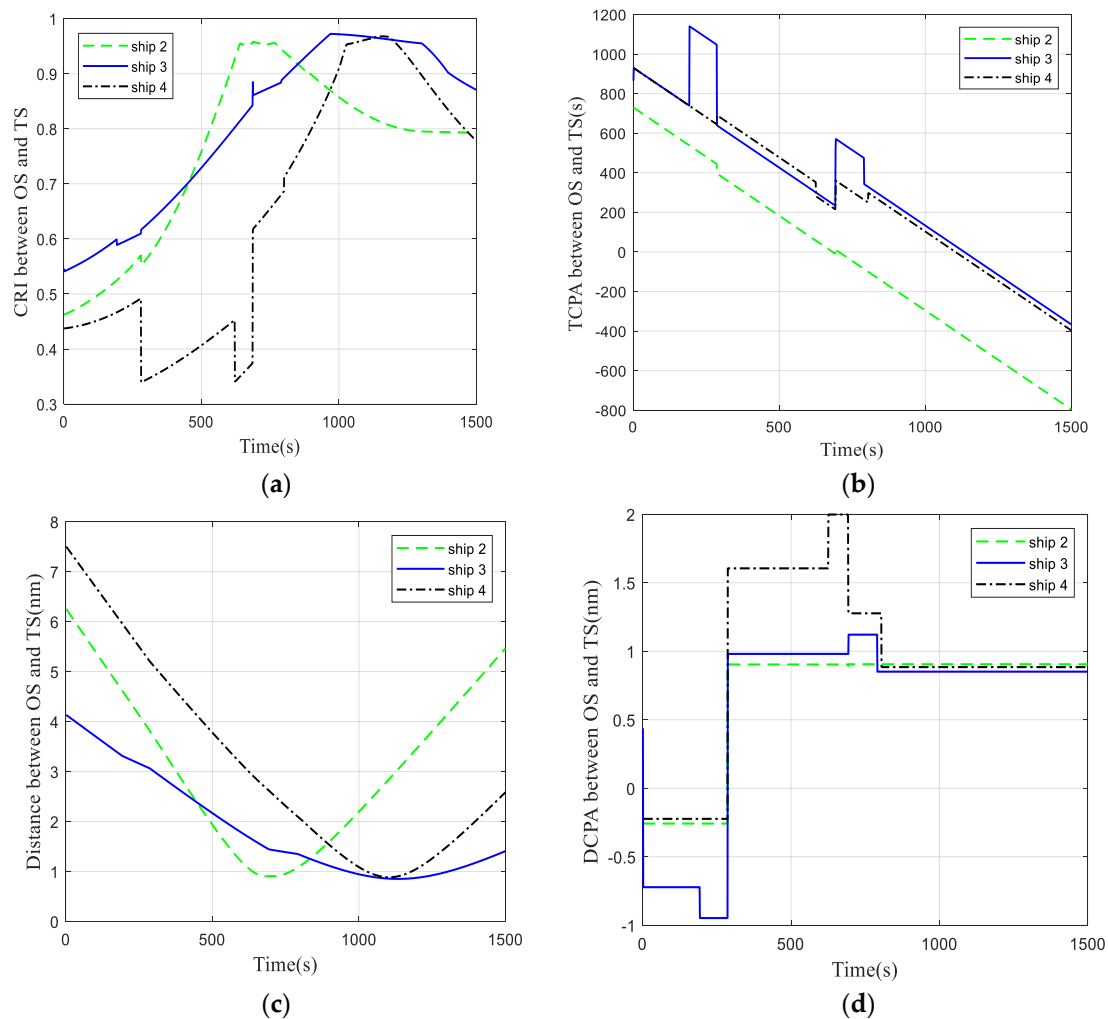 CRI between OS and TS
1
0.9
0.8
0.7
0.6
0.5
0.4
0.3
ship 2
ship 3
ship 4
0 500 1000 1500
Time(s)
(a)
TCPA between OS and TS(s)
1200
1000
800
600
400
200
0
-200
-400
-600
-800
ship 2
ship 3
ship 4
0 500 1000 1500
Time(s)
(b)
Distance between OS and TS(nm)
8
7
6
5
4
3
2
1
0
ship 2
ship 3
ship 4
0 500 1000 1500
Time(s)
(c)
DCPA between OS and TS(nm)
2
1.5
1
0.5
0
-0.5
-1
ship 2
ship 3
ship 4
0 500 1000 1500
Time(s)
(d)